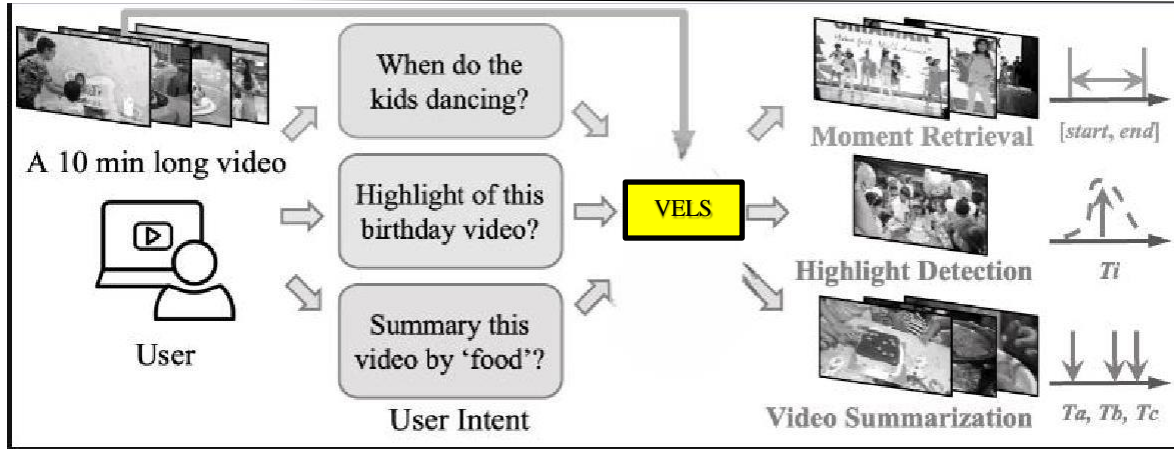 A 10 min long video
User
When do the
kids dancing?
Highlight of this
birthday video?
Summary this
video by ‘food’?
User Intent
VELS
Moment Retrieval
[start, end]
Highlight Detection
Ti
Video Summarization
Ta, Tb, Tc